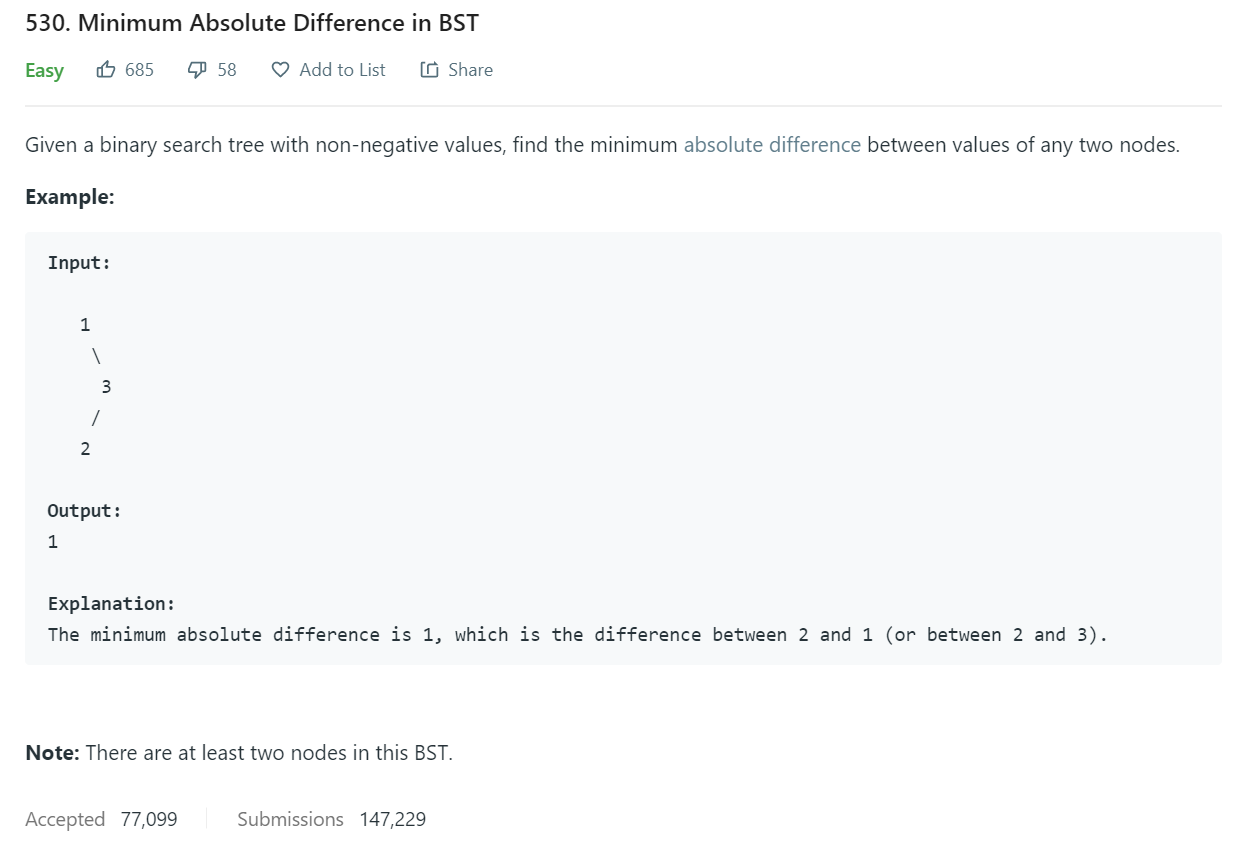 530. Minimum Absolute Difference in BST
Easy 685 58 Add to List Share
Given a binary search tree with non-negative values, find the minimum absolute difference between values of any two nodes.
Example:
Input:
1
\
3
/
2
Output:
1
Explanation:
The minimum absolute difference is 1, which is the difference between 2 and 1 (or between 2 and 3).
Note: There are at least two nodes in this BST.
Accepted 77,099 Submissions 147,229